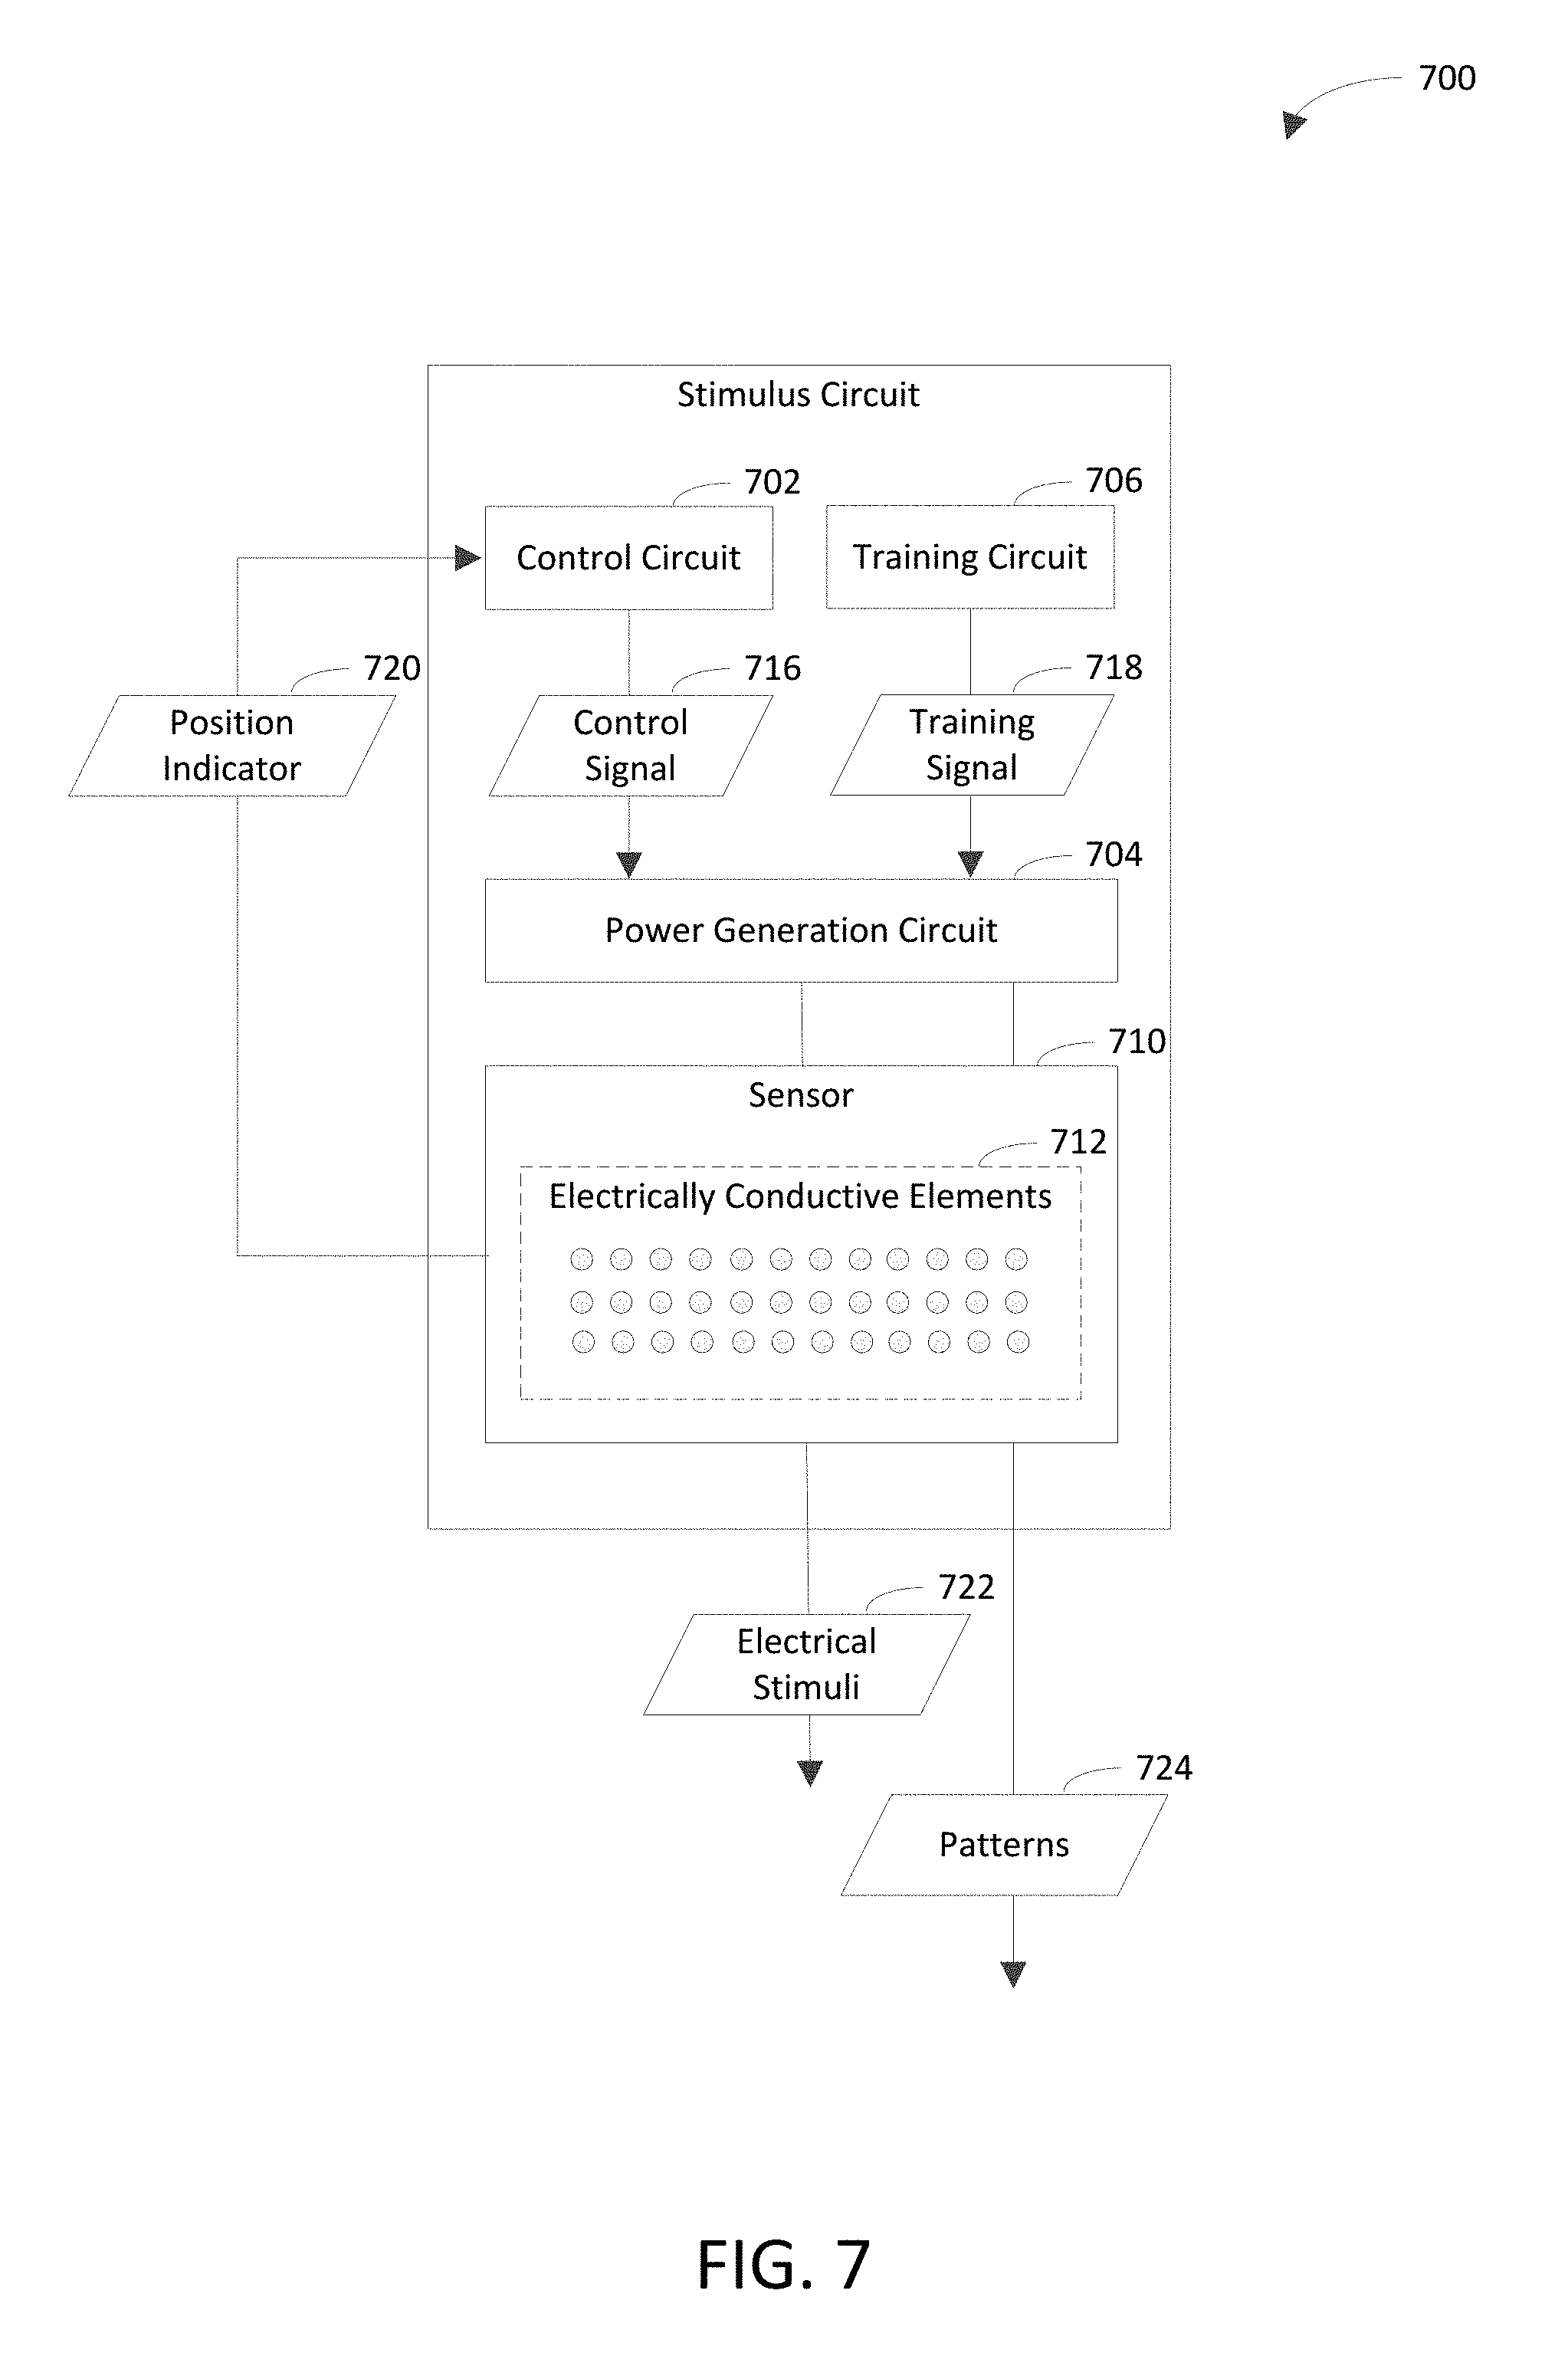 700
Stimulus Circuit
702
706
Control Circuit
Training Circuit
720
716
718
Position
Indicator
Control
Signal
Training
Signal
704
Power Generation Circuit
710
Sensor
712
Electrically Conductive Elements
722
Electrical
Stimuli
724
Patterns
FIG. 7